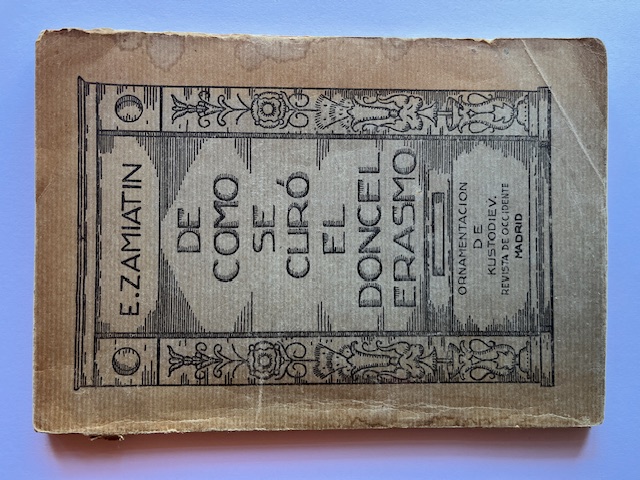 E. ZAMIATIN
DE
COMO
SE
CURÓ
EL
DONCEL
ERASMO
ORNAMENTACION
DE
KUSTODIEV.
REVISTA DE OCCIDENTE
MADRID